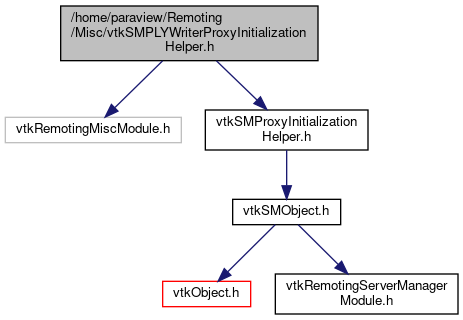 /home/paraview/Remoting
/Misc/vtkSMPLYWriterProxyInitialization
Helper.h
vtkRemotingMiscModule.h
vtkSMProxyInitialization
Helper.h
vtkSMObject.h
vtkObject.h
vtkRemotingServerManager
Module.h